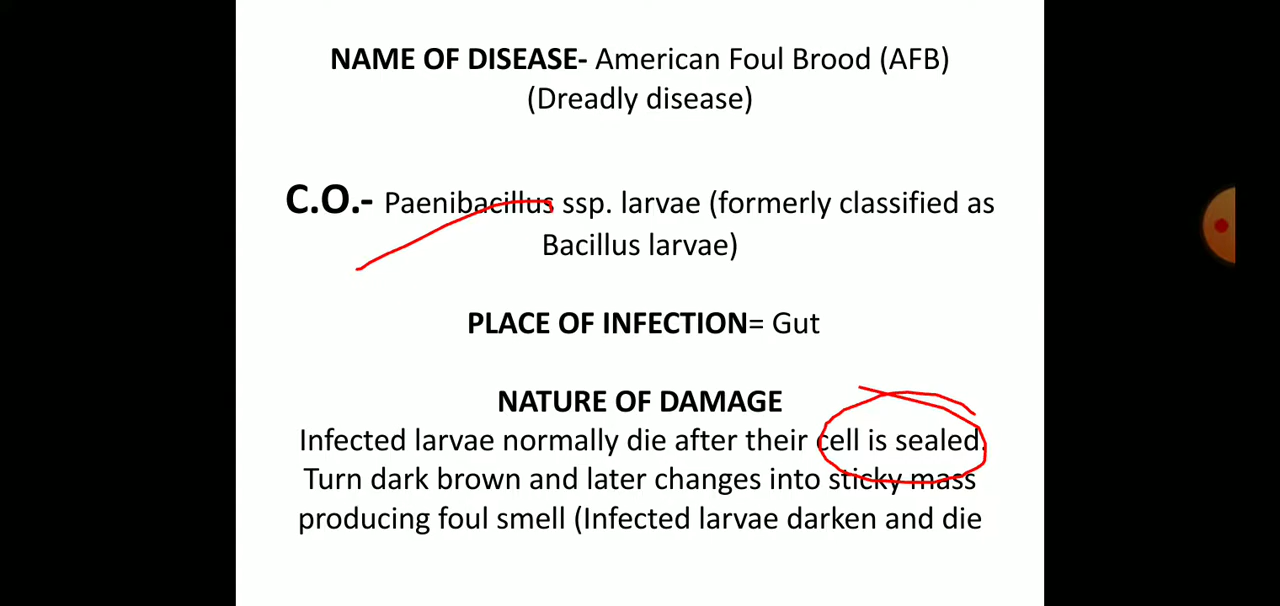 NAME OF DISEASE- American Foul Brood (AFB)
(Dreadly disease)
C.O.- Paenibacillus ssp. larvae (formerly classified as
Bacillus larvae)
PLACE OF INFECTION= Gut
NATURE OF DAMAGE
Infected larvae normally die after their cell is sealed.
Turn dark brown and later changes into sticky mass
producing foul smell (Infected larvae darken and die